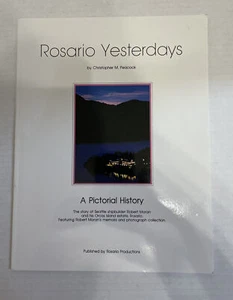 Rosario Yesterdays
by Christopher M. Peacock
A Pictorial History
The story of Seattle shipbuilder Robert Moran
and his Orcas Island estate, Rosario.
Featuring Robert Moran's memoirs and photograph collection.
Published by Rosario Productions